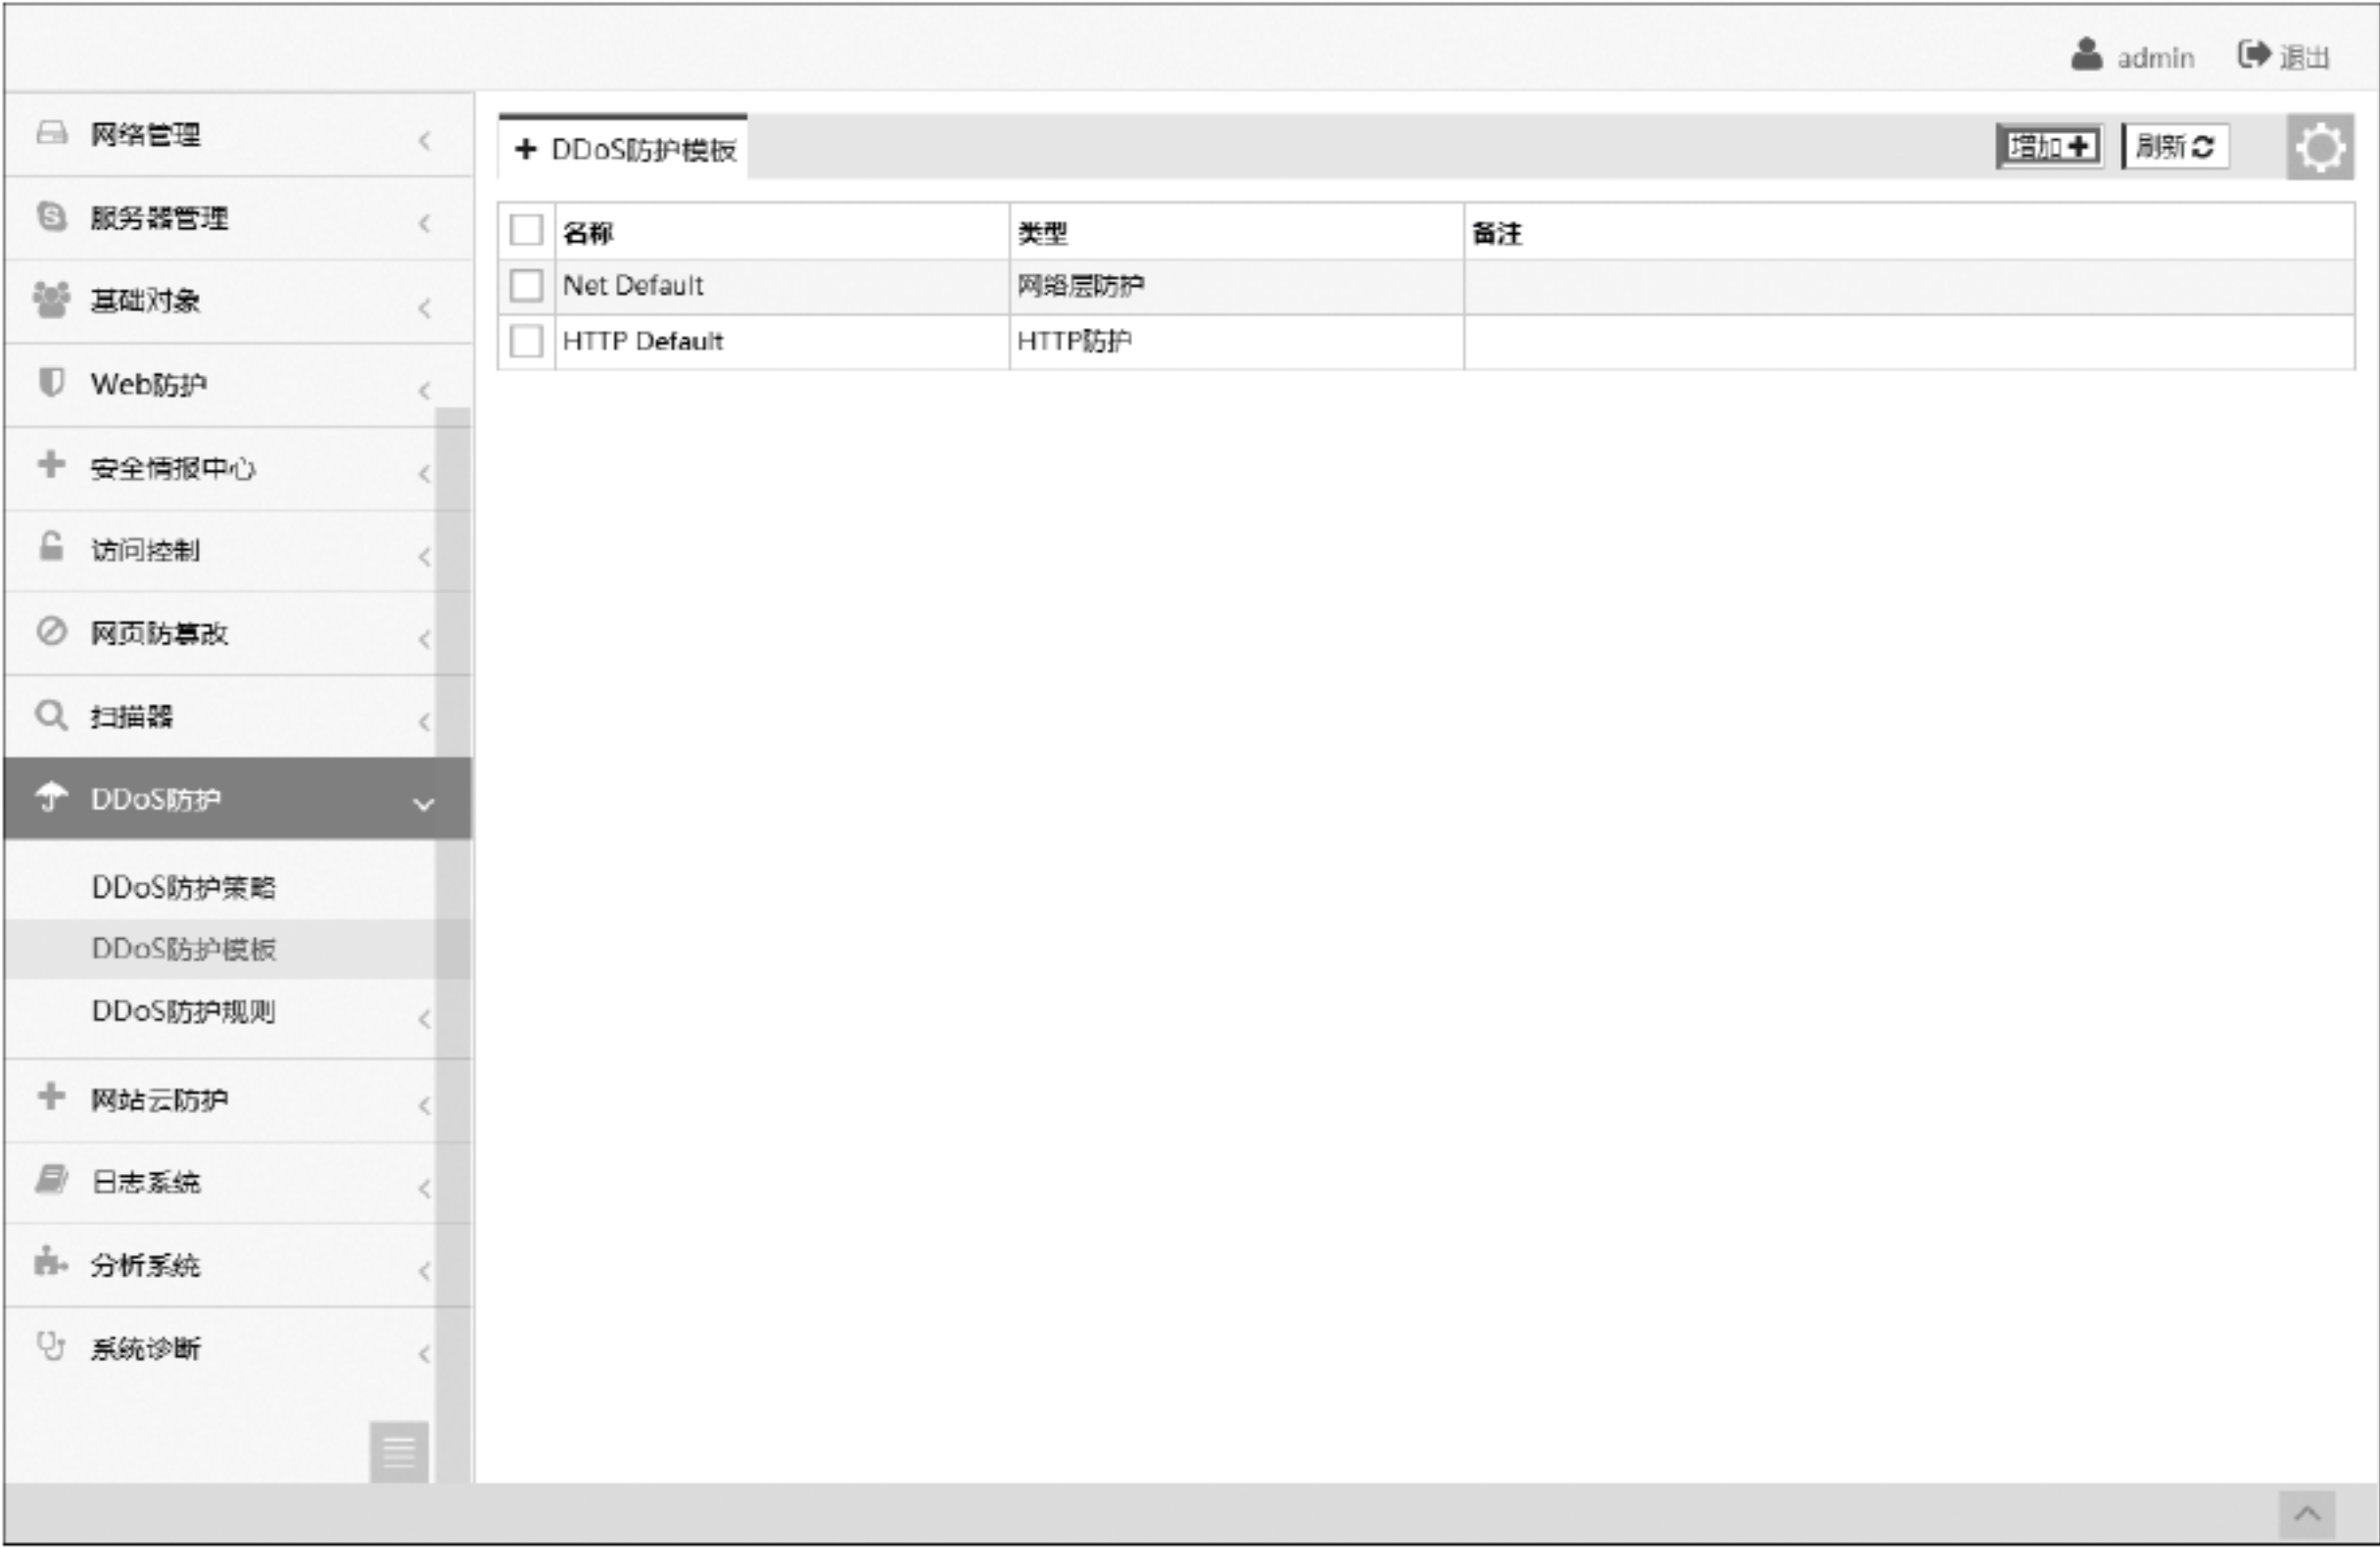 admin 退出
网络管理
服务器管理
基础对象
Web防护
安全情报中心
访问控制
网页防篡改
扫描器
DDoS防护
DDoS防护策略
DDoS防护模板
DDoS防护规则
网站云防护
日志系统
分析系统
系统诊断
DDoS防护模板 增加 刷新
名称 类型 备注
Net Default 网络层防护
HTTP Default HTTP防护